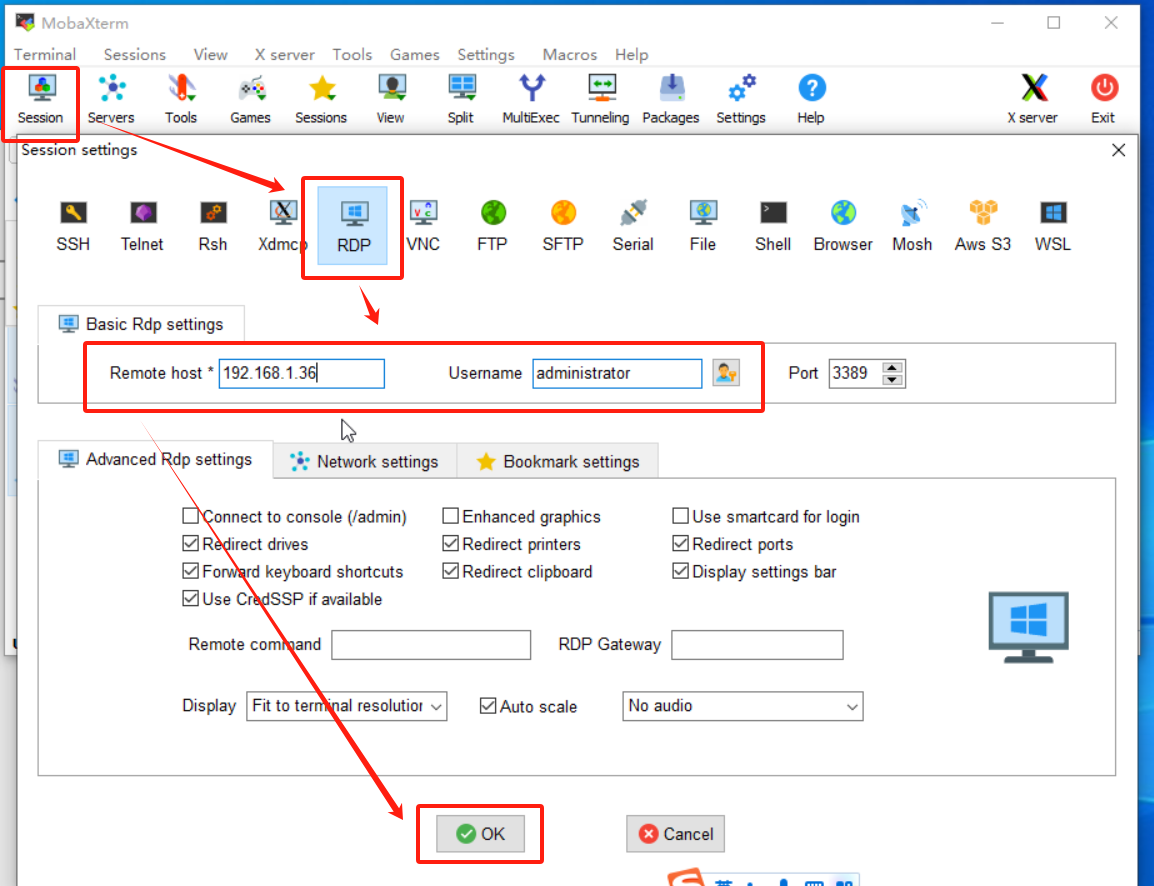 MobaXterm
Terminal Sessions View X server Tools Games Settings Macros Help
Session Servers Tools Games Sessions View Split MultiExec Tunneling Packages Settings Help X server Exit
Session settings
SSH Telnet Rsh Xdmcp RDP VNC FTP SFTP Serial File Shell Browser Mosh Aws S3 WSL
Basic Rdp settings
Remote host * 192.168.1.36 Username administrator Port 3389
Advanced Rdp settings Network settings Bookmark settings
Connect to console (/admin) Enhanced graphics Use smartcard for login
Redirect drives Redirect printers Redirect ports
Forward keyboard shortcuts Redirect clipboard Display settings bar
Use CredSSP if available
Remote command RDP Gateway
Display Fit to terminal resolution Auto scale No audio
OK Cancel